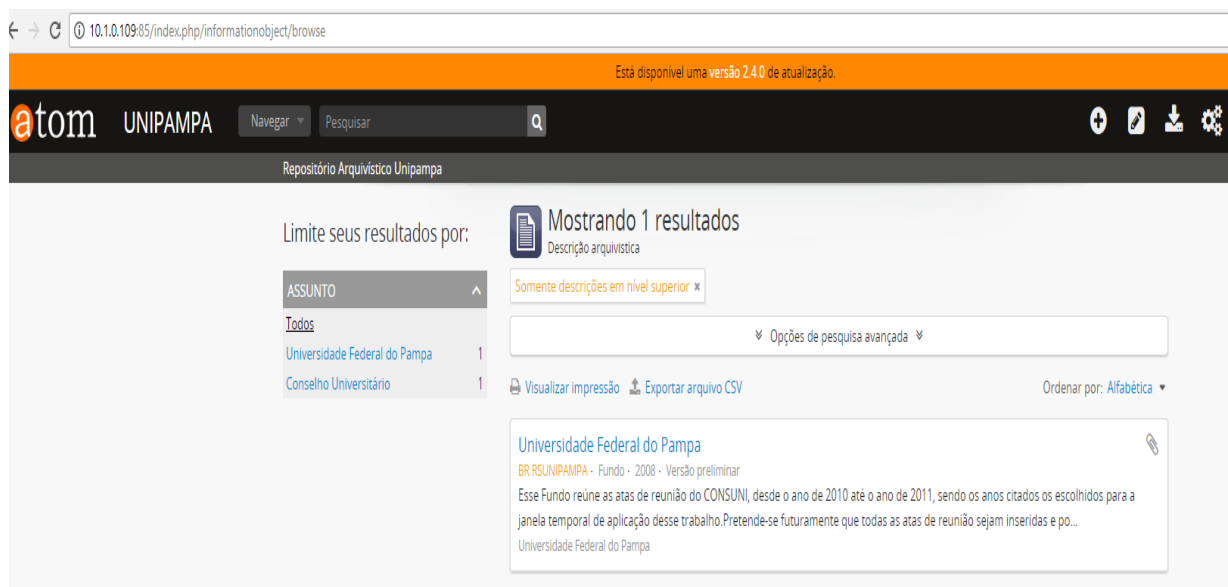 10.1.0.109:85/index.php/informationobject/browse
Está disponível uma versão 2.4.0 de atualização.
atom UNIPAMPA Navegar Pesquisar
Repositório Arquivístico Unipampa
Limite seus resultados por:
ASSUNTO
Todos
Universidade Federal do Pampa 1
Conselho Universitário 1
Mostrando 1 resultados
Descrição arquivística
Somente descrições em nível superior ×
Opções de pesquisa avançada
Visualizar impressão Exportar arquivo CSV Ordenar por: Alfabética
Universidade Federal do Pampa
BR RSUNIPAMPA · Fundo · 2008 · Versão preliminar
Esse Fundo reúne as atas de reunião do CONSUNI, desde o ano de 2010 até o ano de 2011, sendo os anos citados os escolhidos para a
janela temporal de aplicação desse trabalho.Pretende-se futuramente que todas as atas de reunião sejam inseridas e po...
Universidade Federal do Pampa